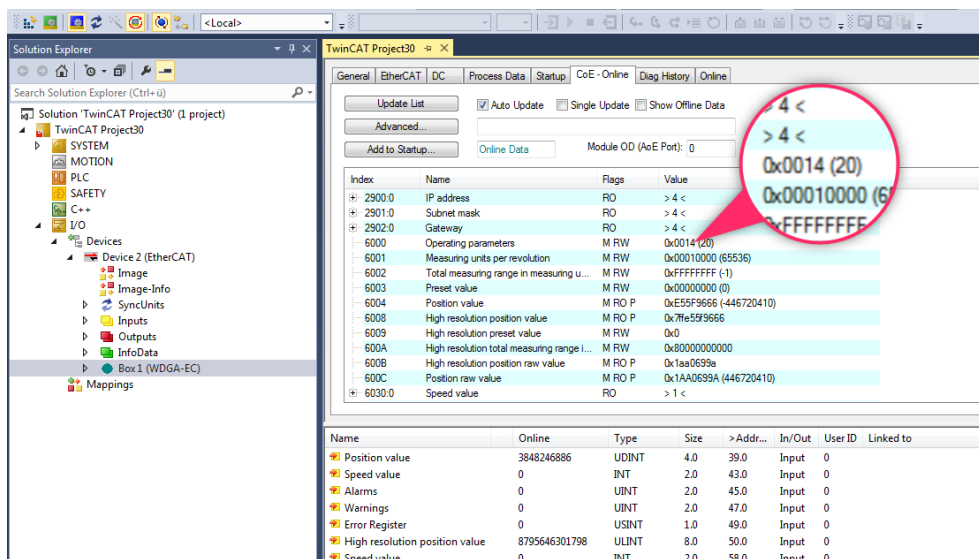 <Local>
Solution Explorer
TwinCAT Project30
Search Solution Explorer (Ctrl+ü)
Solution 'TwinCAT Project30' (1 project)
TwinCAT Project30
SYSTEM
MOTION
PLC
SAFETY
C++
I/O
Devices
Device 2 (EtherCAT)
Image
Image-Info
SyncUnits
Inputs
Outputs
InfoData
Box 1 (WDGA-EC)
Mappings
General EtherCAT DC Process Data Startup CoE - Online Diag History Online
Update List Auto Update Single Update Show Offline Data
Advanced...
Add to Startup... Online Data Module OD (AoE Port): 0
Index Name Flags Value
2900:0 IP address RO > 4 <
2901:0 Subnet mask RO > 4 <
2902:0 Gateway RO > 4 <
6000 Operating parameters M RW 0x0014 (20)
6001 Measuring units per revolution M RW 0x00010000 (65536)
6002 Total measuring range in measuring u... M RW 0xFFFFFFFF (-1)
6003 Preset value M RW 0x00000000 (0)
6004 Position value M RO P 0xE55F9666 (-446720410)
6008 High resolution position value M RO P 0x7ffe55f9666
6009 High resolution preset value M RW 0x0
600A High resolution total measuring range i... M RW 0x80000000000
600B High resolution position raw value M RO P 0x1aa0699a
600C Position raw value M RO P 0x1AA0699A (446720410)
6030:0 Speed value RO > 1 <
> 4 <
> 4 <
0x0014 (20)
0x00010000 (6
0xFFFFFFFF
Name Online Type Size >Addr... In/Out User ID Linked to
Position value 3848246886 UDINT 4.0 39.0 Input 0
Speed value 0 INT 2.0 43.0 Input 0
Alarms 0 UINT 2.0 45.0 Input 0
Warnings 0 UINT 2.0 47.0 Input 0
Error Register 0 USINT 1.0 49.0 Input 0
High resolution position value 8795646301798 ULINT 8.0 50.0 Input 0
Speed value 0 INT 2.0 58.0 Input 0